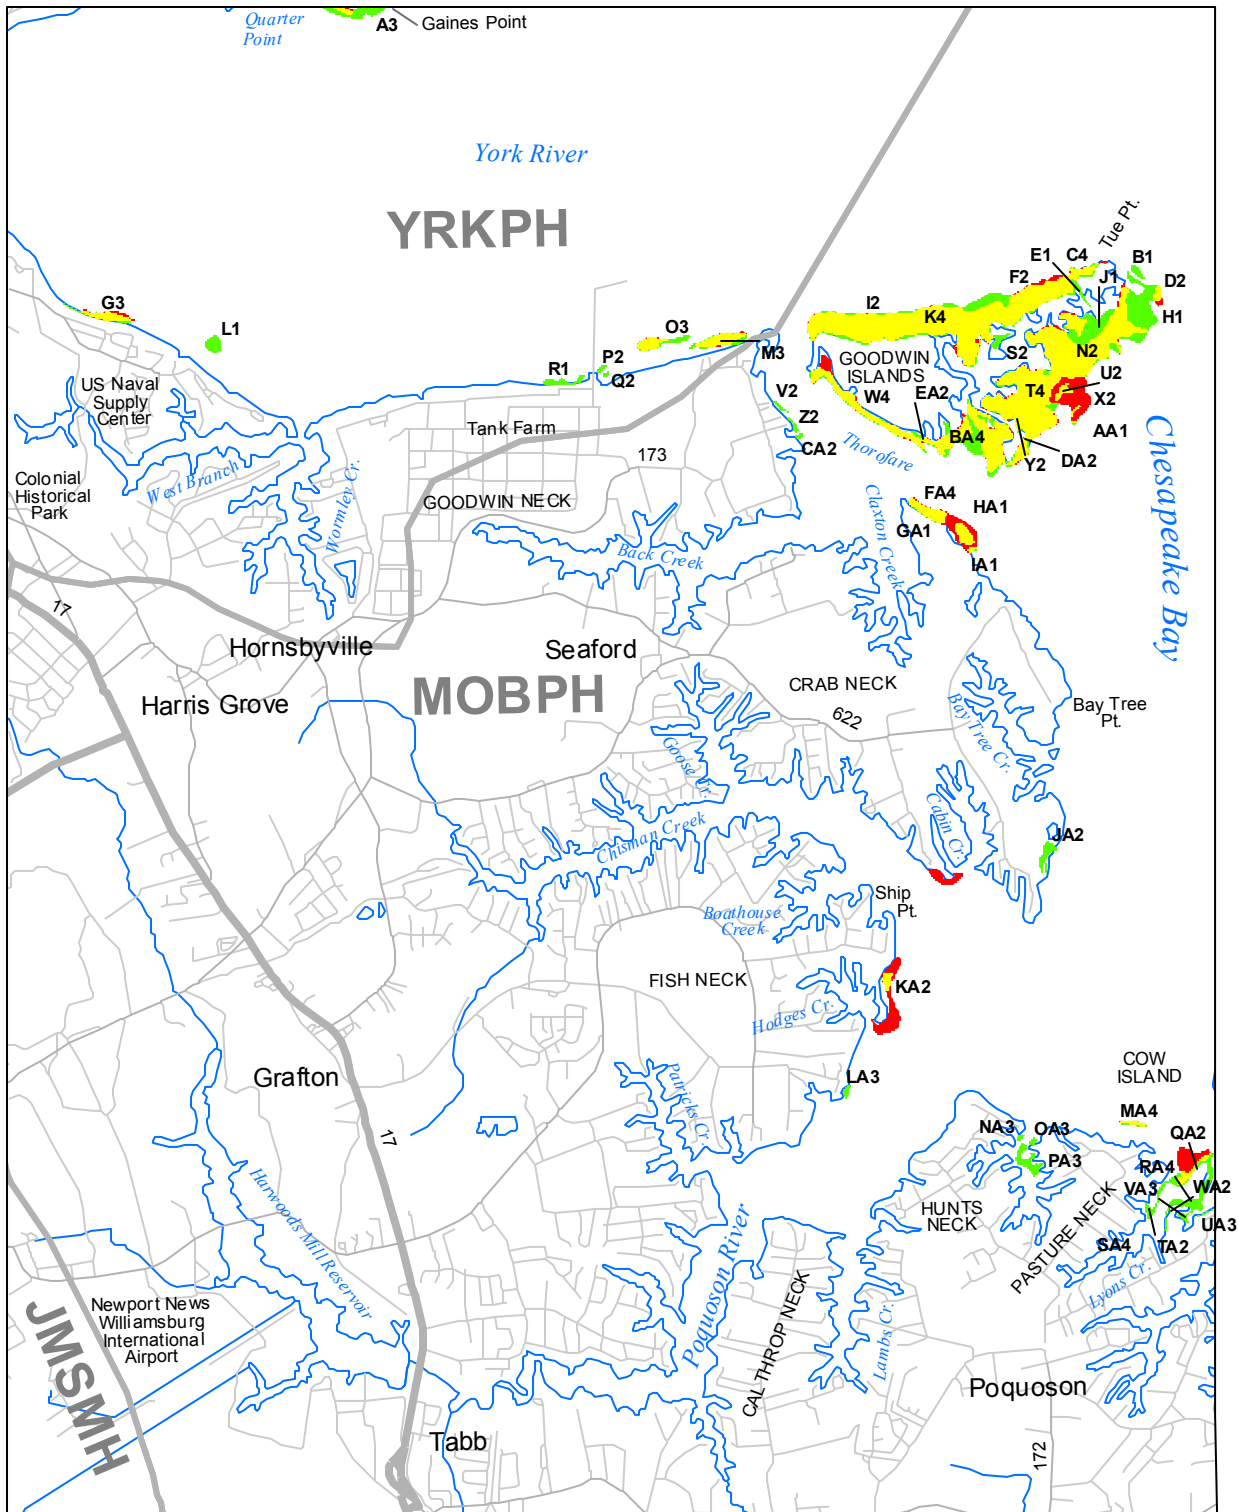 Quarter
Point
A3
Gaines Point
York River
YRKPH
Tue Pt.
E1
C4
B1
F2
J1
D2
G3
I2
K4
H1
L1
O3
S2
N2
M3
P2
R1
Q2
GOODWIN
ISLANDS
U2
T4
X2
US Naval
Supply
Center
W4
EA2
V2
Z2
AA1
BA4
CA2
Tank Farm
173
Thorofare
Y2
DA2
Chesapeake Bay
Colonial
Historical
Park
West Branch
Wormley Cr.
GOODWIN NECK
Claxton Creek
FA4
HA1
GA1
IA1
Back Creek
17
Hornsbyville
Seaford
MOBPH
CRAB NECK
622
Harris Grove
Bay Tree
Pt.
Bay Tree Cr.
Goose Cr.
Cabin Cr.
Chisman Creek
JA2
Ship
Pt.
Boathouse
Creek
FISH NECK
KA2
Hodges Cr.
Grafton
Patricks Cr.
LA3
COW
ISLAND
MA4
17
NA3
OA3
QA2
PA3
RA4
VA3
WA2
HUNTS
NECK
UA3
PASTURE NECK
SA4
TA2
Lyons Cr.
Harwoods Mill Reservoir
Poquoson River
CALTHROP NECK
Lambs Cr.
JMSMH
Newport News
Williamsburg
International
Airport
Poquoson
Tabb
172